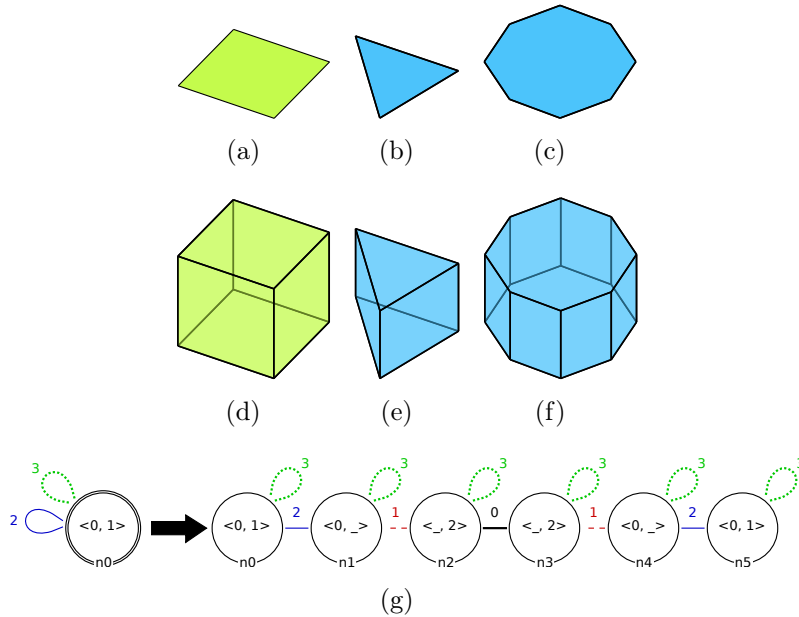 (a) (b) (c)
(d) (e) (f)
3 3 3 3 3 3 3
2 <0, 1> <0, 1> 2 <0, _> 1 <_, 2> 0 <_, 2> 1 <0, _> 2 <0, 1>
n0 n0 n1 n2 n3 n4 n5
(g)